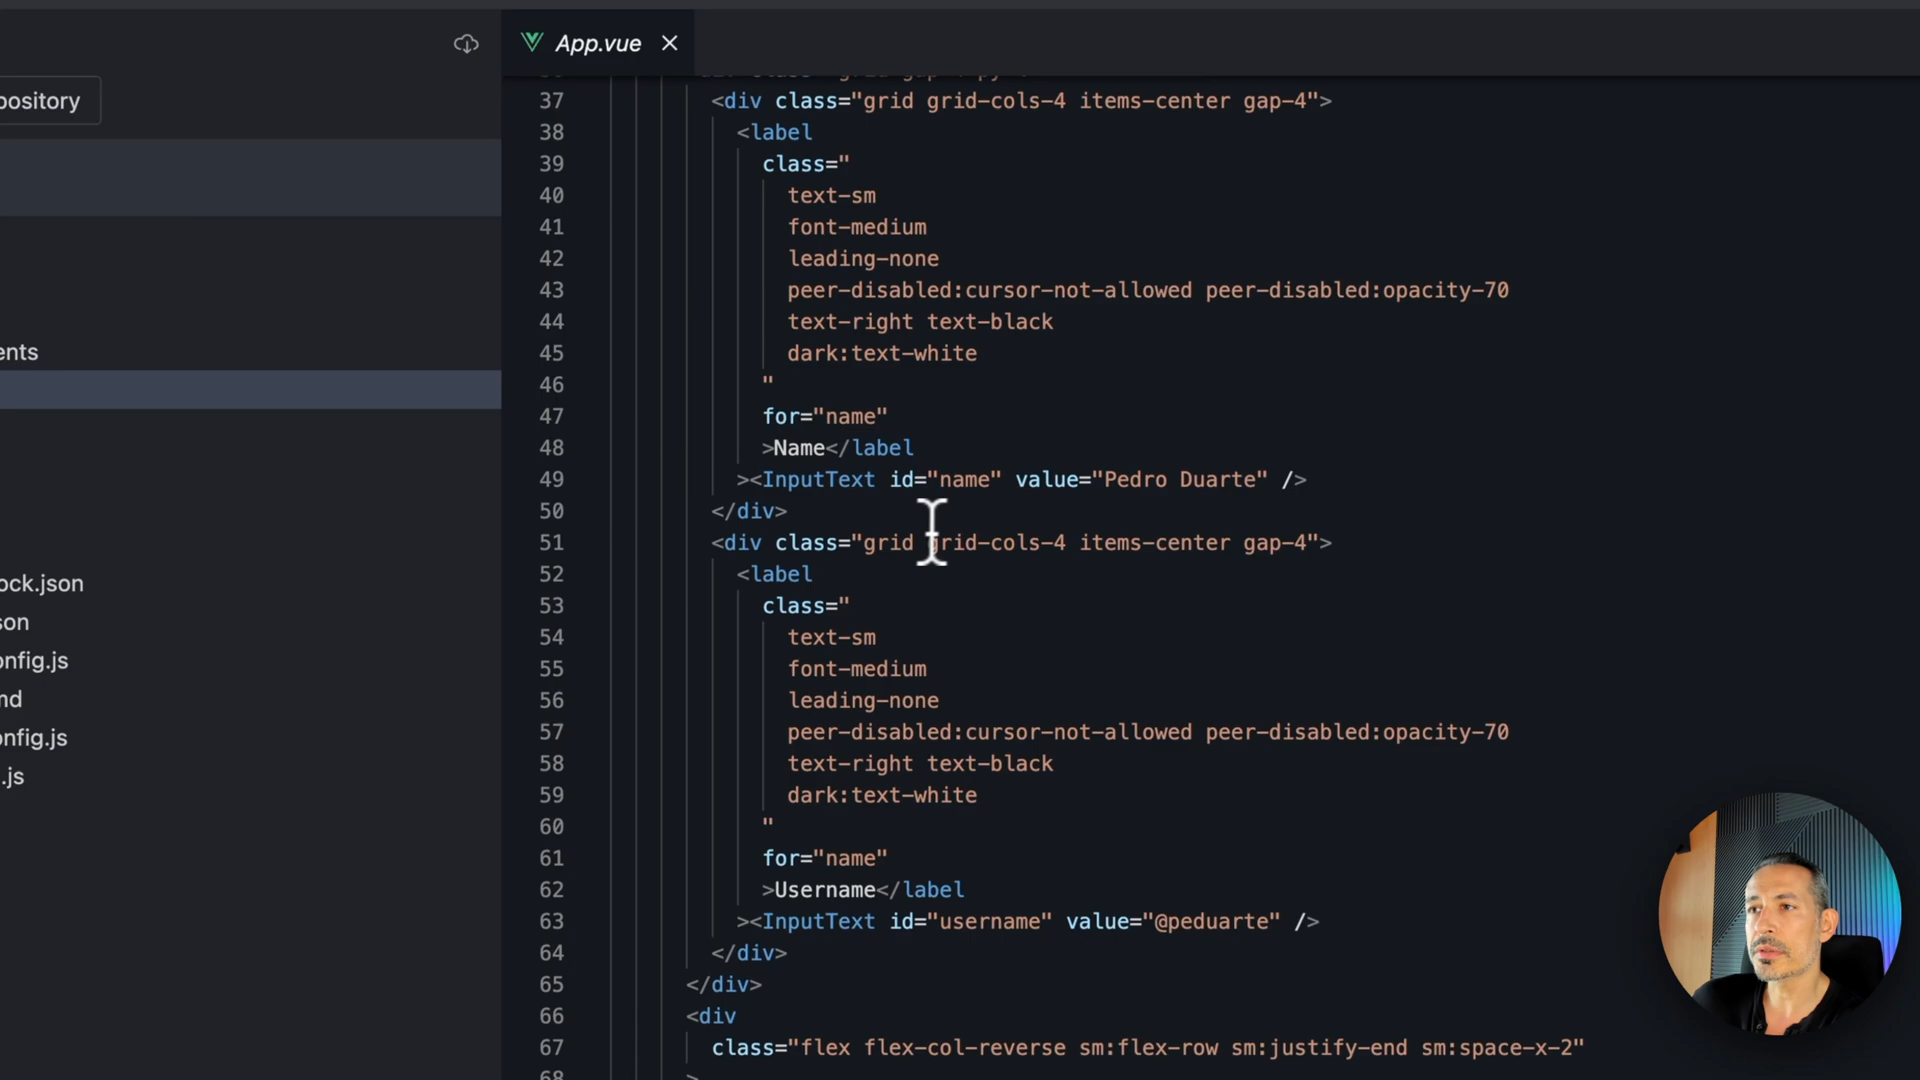 App.vue
pository
ents
ock.json
son
onfig.js
md
onfig.js
.js
37 <div class="grid grid-cols-4 items-center gap-4">
38 <label
39 class="
40 text-sm
41 font-medium
42 leading-none
43 peer-disabled:cursor-not-allowed peer-disabled:opacity-70
44 text-right text-black
45 dark:text-white
46 "
47 for="name"
48 >Name</label
49 ><InputText id="name" value="Pedro Duarte" />
50 </div>
51 <div class="grid grid-cols-4 items-center gap-4">
52 <label
53 class="
54 text-sm
55 font-medium
56 leading-none
57 peer-disabled:cursor-not-allowed peer-disabled:opacity-70
58 text-right text-black
59 dark:text-white
60 "
61 for="name"
62 >Username</label
63 ><InputText id="username" value="@peduarte" />
64 </div>
65 </div>
66 <div
67 class="flex flex-col-reverse sm:flex-row sm:justify-end sm:space-x-2"
68 >